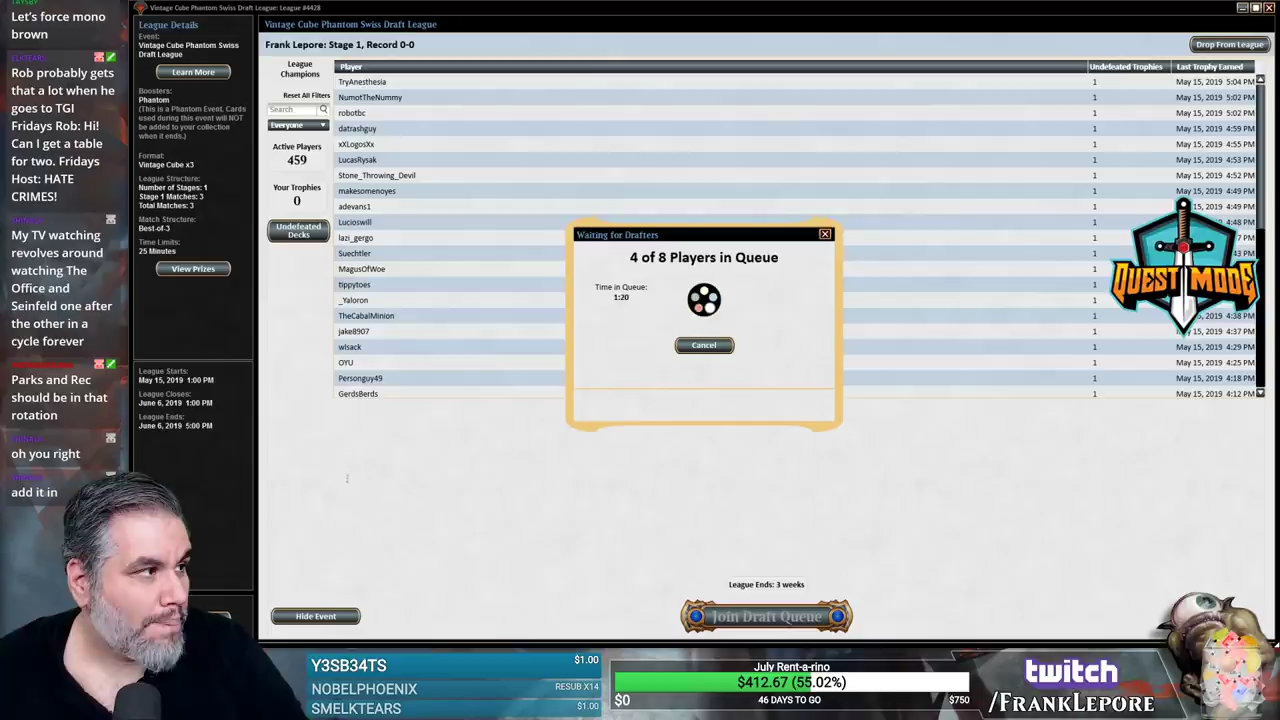 Vintage Cube Phantom Swiss Draft League: League #4428
Let's force mono
brown
Rob probably gets
that a lot when he
goes to TGI
Fridays Rob: Hi!
Can I get a table
for two. Fridays
Host: HATE
CRIMES!
My TV watching
revolves around
watching The
Office and
Seinfeld one after
the other in a
cycle forever
Parks and Rec
should be in that
rotation
oh you right
add it in
League Details
Event:
Vintage Cube Phantom Swiss
Draft League
Learn More
Boosters:
Phantom
(This is a Phantom Event. Cards
used during this event will NOT
be added to your collection
when it ends.)
Format:
Vintage Cube x3
League Structure:
Number of Stages: 1
Stage 1 Matches: 3
Total Matches: 3
Match Structure:
Best-of-3
Time Limits:
25 Minutes
View Prizes
League Starts:
May 15, 2019 1:00 PM
League Closes:
June 6, 2019 1:00 PM
League Ends:
June 6, 2019 5:00 PM
Vintage Cube Phantom Swiss Draft League
Frank Lepore: Stage 1, Record 0-0
Drop From League
League
Champions
Reset All Filters
Search
Everyone
Active Players
459
Your Trophies
0
Undefeated
Decks
Player Undefeated Trophies Last Trophy Earned
TryAnesthesia 1 May 15, 2019 5:04 PM
NumotTheNummy 1 May 15, 2019 5:02 PM
robotbc 1 May 15, 2019 5:02 PM
datrashguy 1 May 15, 2019 4:59 PM
xXLogosXx 1 May 15, 2019 4:55 PM
LucasRysak 1 May 15, 2019 4:53 PM
Stone_Throwing_Devil 1 May 15, 2019 4:52 PM
makesomenoyes 1 May 15, 2019 4:49 PM
adevans1 1 May 15, 2019 4:49 PM
Lucioswill 1 4:48 PM
lazi_gergo 1 7 PM
Suechtler 1 43 PM
MagusOfWoe 1 PM
tippytoes 1
_Yaloron 1
TheCabalMinion 1 4:38 PM
jake8907 1 May 15, 2019 4:37 PM
wlsack 1 May 15, 2019 4:29 PM
OYU 1 May 15, 2019 4:25 PM
Personguy49 1 May 15, 2019 4:18 PM
GerdsBerds 1 May 15, 2019 4:12 PM
Waiting for Drafters
4 of 8 Players in Queue
Time in Queue:
1:20
Cancel
QUEST MODE
League Ends: 3 weeks
Hide Event
Join Draft Queue
Y3SB34TS $1.00
NOBELPHOENIX RESUB X14
SMELKTEARS $1.00
July Rent-a-rino
$412.67 (55.02%)
$0 46 DAYS TO GO $750
twitch
/FRANKLEPORE